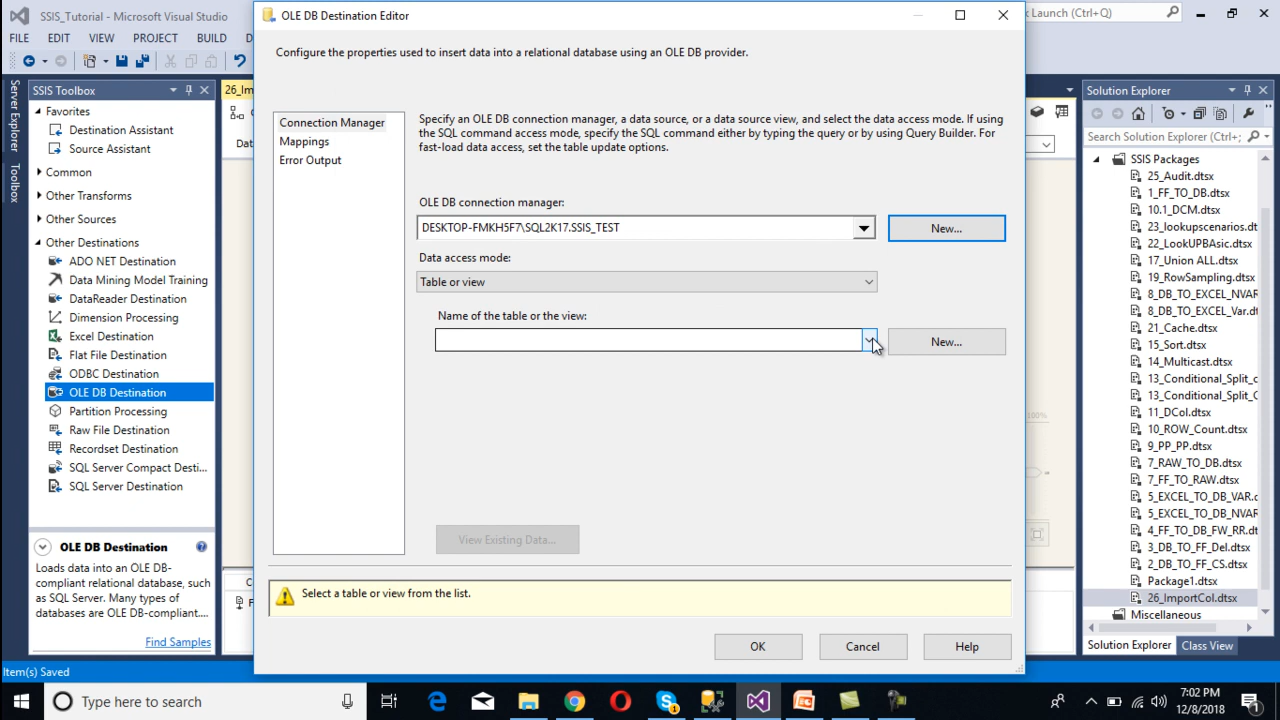 SSIS_Tutorial - Microsoft Visual Studio
OLE DB Destination Editor
Launch (Ctrl+Q)
FILE EDIT VIEW PROJECT BUILD
Configure the properties used to insert data into a relational database using an OLE DB provider.
Server Explorer
Toolbox
SSIS Toolbox
Favorites
Destination Assistant
Source Assistant
Common
Other Transforms
Other Sources
Other Destinations
ADO NET Destination
Data Mining Model Training
DataReader Destination
Dimension Processing
Excel Destination
Flat File Destination
ODBC Destination
OLE DB Destination
Partition Processing
Raw File Destination
Recordset Destination
SQL Server Compact Desti...
SQL Server Destination
OLE DB Destination
Loads data into an OLE DB-
compliant relational database, such
as SQL Server. Many types of
databases are OLE DB-compliant....
Find Samples
Item(s) Saved
Connection Manager
Mappings
Error Output
Specify an OLE DB connection manager, a data source, or a data source view, and select the data access mode. If using
the SQL command access mode, specify the SQL command either by typing the query or by using Query Builder. For
fast-load data access, set the table update options.
OLE DB connection manager:
DESKTOP-FMKH5F7\SQL2K17.SSIS_TEST
New...
Data access mode:
Table or view
Name of the table or the view:
New...
View Existing Data...
Select a table or view from the list.
OK Cancel Help
100%
Solution Explorer
Search Solution Explorer (Ctrl+;
SSIS Packages
25_Audit.dtsx
1_FF_TO_DB.dtsx
10.1_DCM.dtsx
23_lookupscenarios.dt
22_LookUPBAsic.dtsx
17_Union ALL.dtsx
19_RowSampling.dtsx
8_DB_TO_EXCEL_NVAR
8_DB_TO_EXCEL_Var.dt
21_Cache.dtsx
15_Sort.dtsx
14_Multicast.dtsx
13_Conditional_Split_c
13_Conditional_Split_C
11_DCol.dtsx
10_ROW_Count.dtsx
9_PP_PP.dtsx
7_RAW_TO_DB.dtsx
7_FF_TO_RAW.dtsx
5_EXCEL_TO_DB_VAR.c
5_EXCEL_TO_DB_NVAR
4_FF_TO_DB_FW_RR.dt
3_DB_TO_FF_Del.dtsx
2_DB_TO_FF_CS.dtsx
Package1.dtsx
26_ImportCol.dtsx
Miscellaneous
Solution Explorer Class View
Type here to search
7:02 PM
12/8/2018